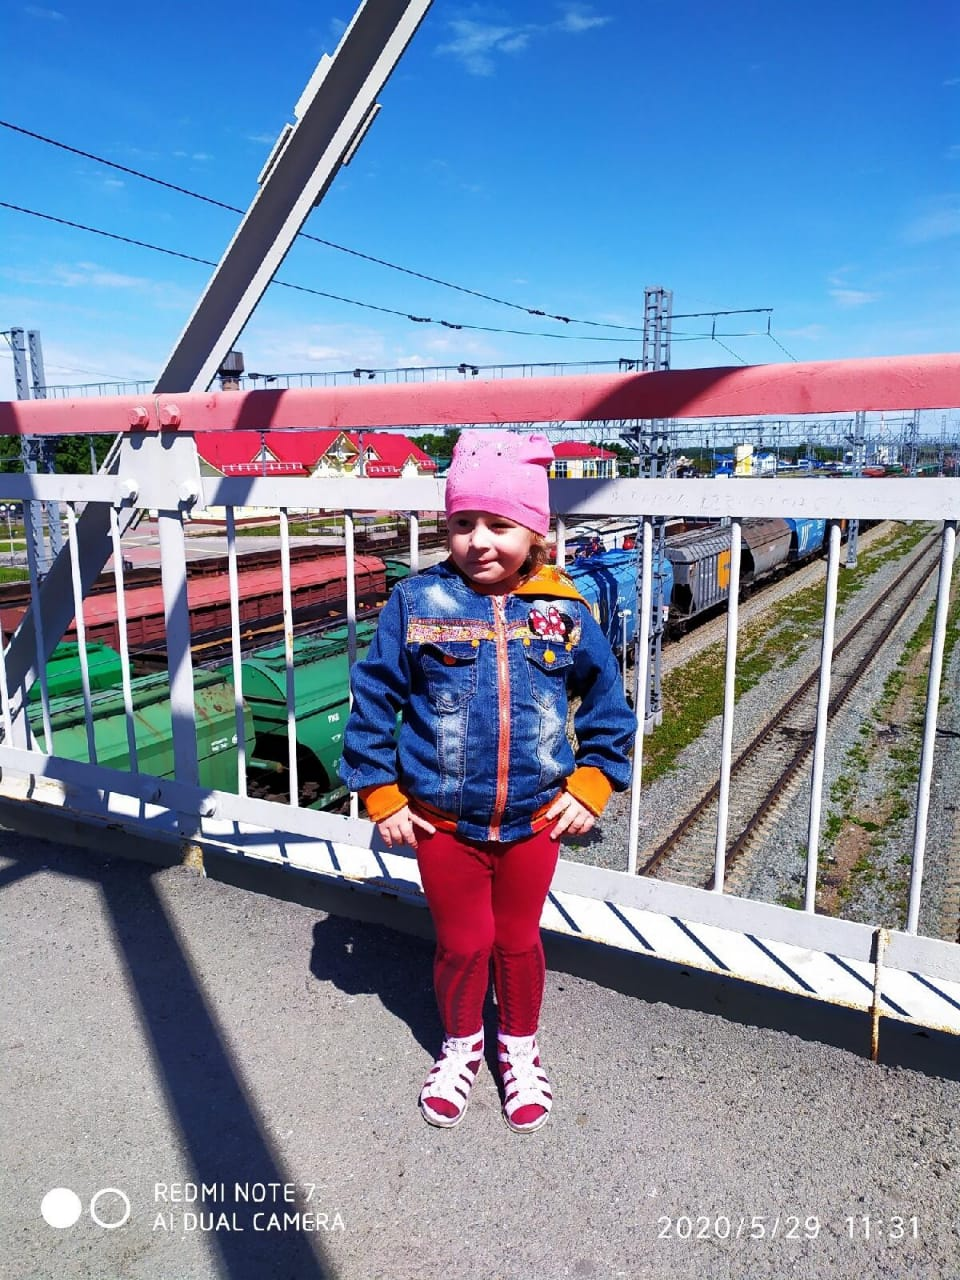 REDMI NOTE 7
AI DUAL CAMERA
2020/5/29 11:31